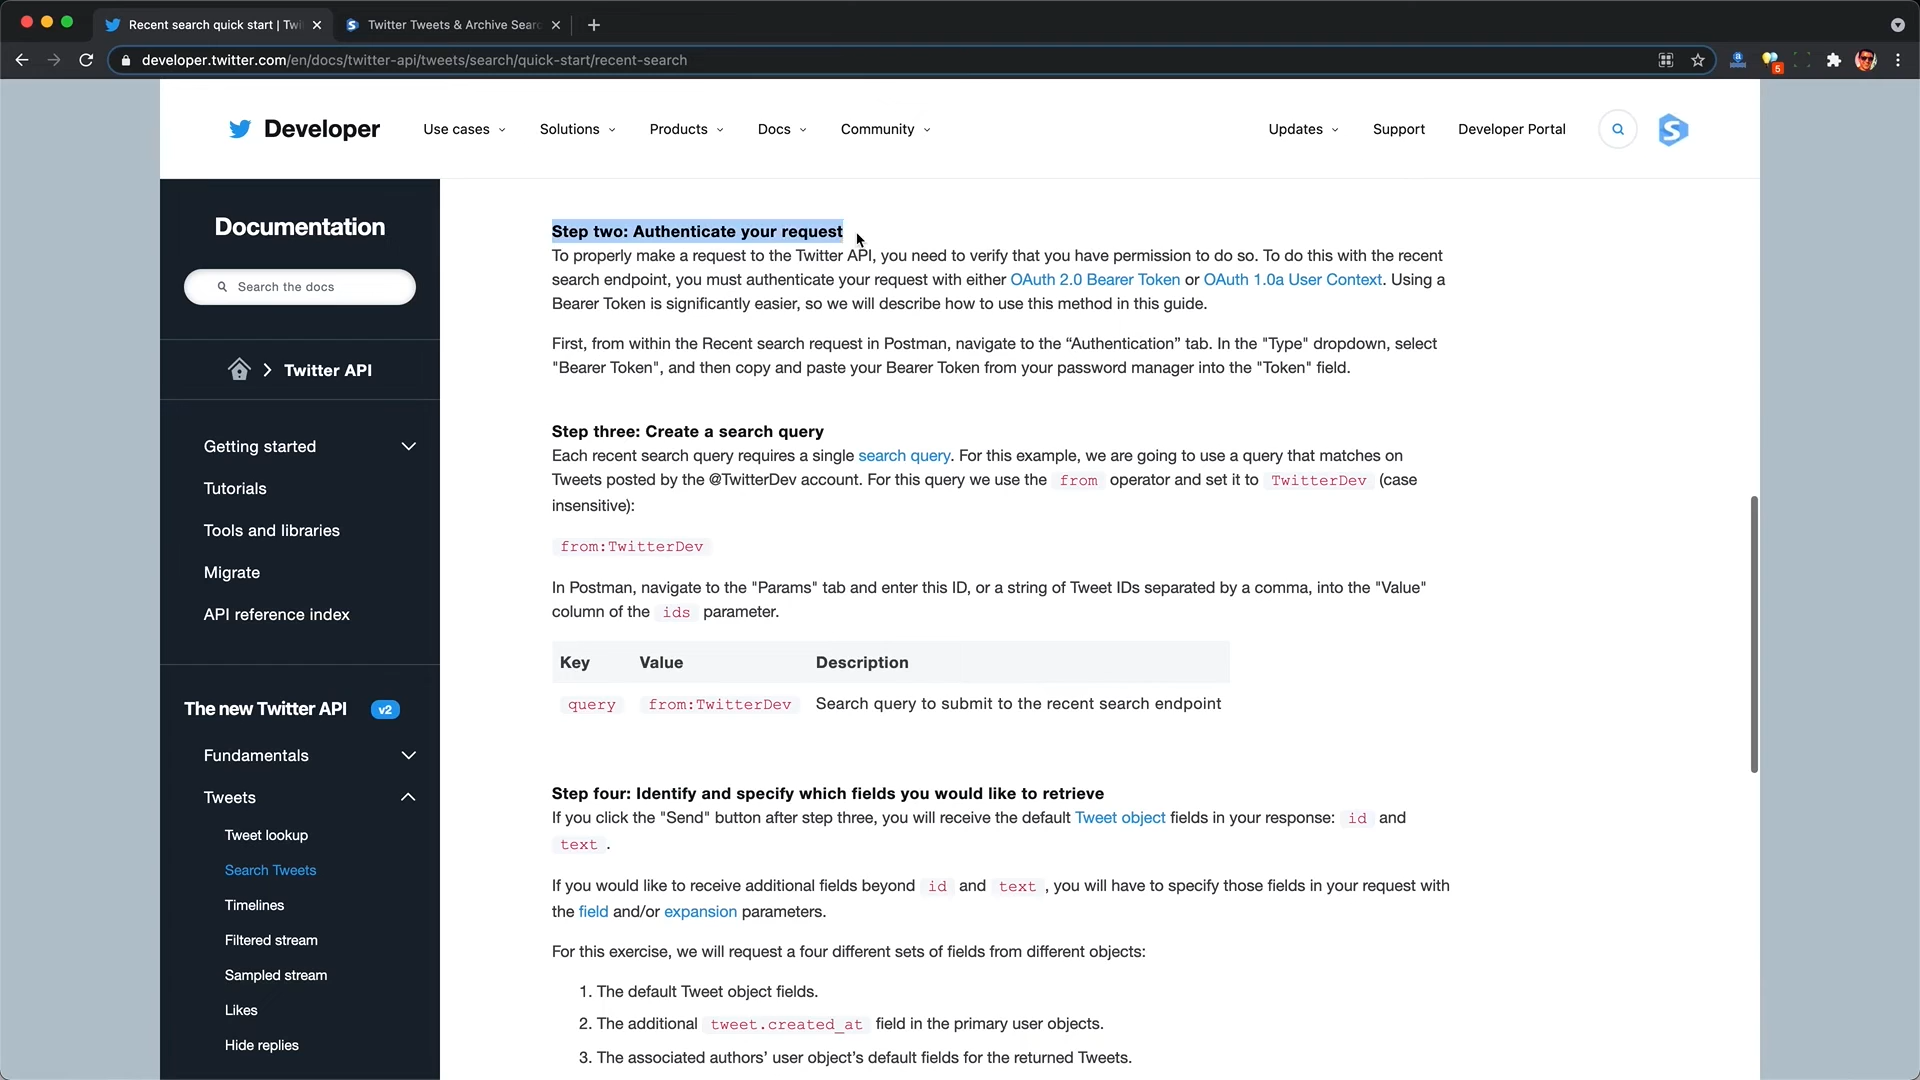 Recent search quick start | Twi
Twitter Tweets & Archive Sear
developer.twitter.com/en/docs/twitter-api/tweets/search/quick-start/recent-search
5
Developer
Use cases
Solutions
Products
Docs
Community
Updates
Support
Developer Portal
Documentation
Search the docs
Twitter API
Getting started
Tutorials
Tools and libraries
Migrate
API reference index
The new Twitter API v2
Fundamentals
Tweets
Tweet lookup
Search Tweets
Timelines
Filtered stream
Sampled stream
Likes
Hide replies
Step two: Authenticate your request
To properly make a request to the Twitter API, you need to verify that you have permission to do so. To do this with the recent
search endpoint, you must authenticate your request with either OAuth 2.0 Bearer Token or OAuth 1.0a User Context. Using a
Bearer Token is significantly easier, so we will describe how to use this method in this guide.
First, from within the Recent search request in Postman, navigate to the “Authentication” tab. In the "Type" dropdown, select
"Bearer Token", and then copy and paste your Bearer Token from your password manager into the "Token" field.
Step three: Create a search query
Each recent search query requires a single search query. For this example, we are going to use a query that matches on
Tweets posted by the @TwitterDev account. For this query we use the from operator and set it to TwitterDev (case
insensitive):
from:TwitterDev
In Postman, navigate to the "Params" tab and enter this ID, or a string of Tweet IDs separated by a comma, into the "Value"
column of the ids parameter.
Key Value Description
query from:TwitterDev Search query to submit to the recent search endpoint
Step four: Identify and specify which fields you would like to retrieve
If you click the "Send" button after step three, you will receive the default Tweet object fields in your response: id and
text .
If you would like to receive additional fields beyond id and text , you will have to specify those fields in your request with
the field and/or expansion parameters.
For this exercise, we will request a four different sets of fields from different objects:
1. The default Tweet object fields.
2. The additional tweet.created_at field in the primary user objects.
3. The associated authors’ user object’s default fields for the returned Tweets.